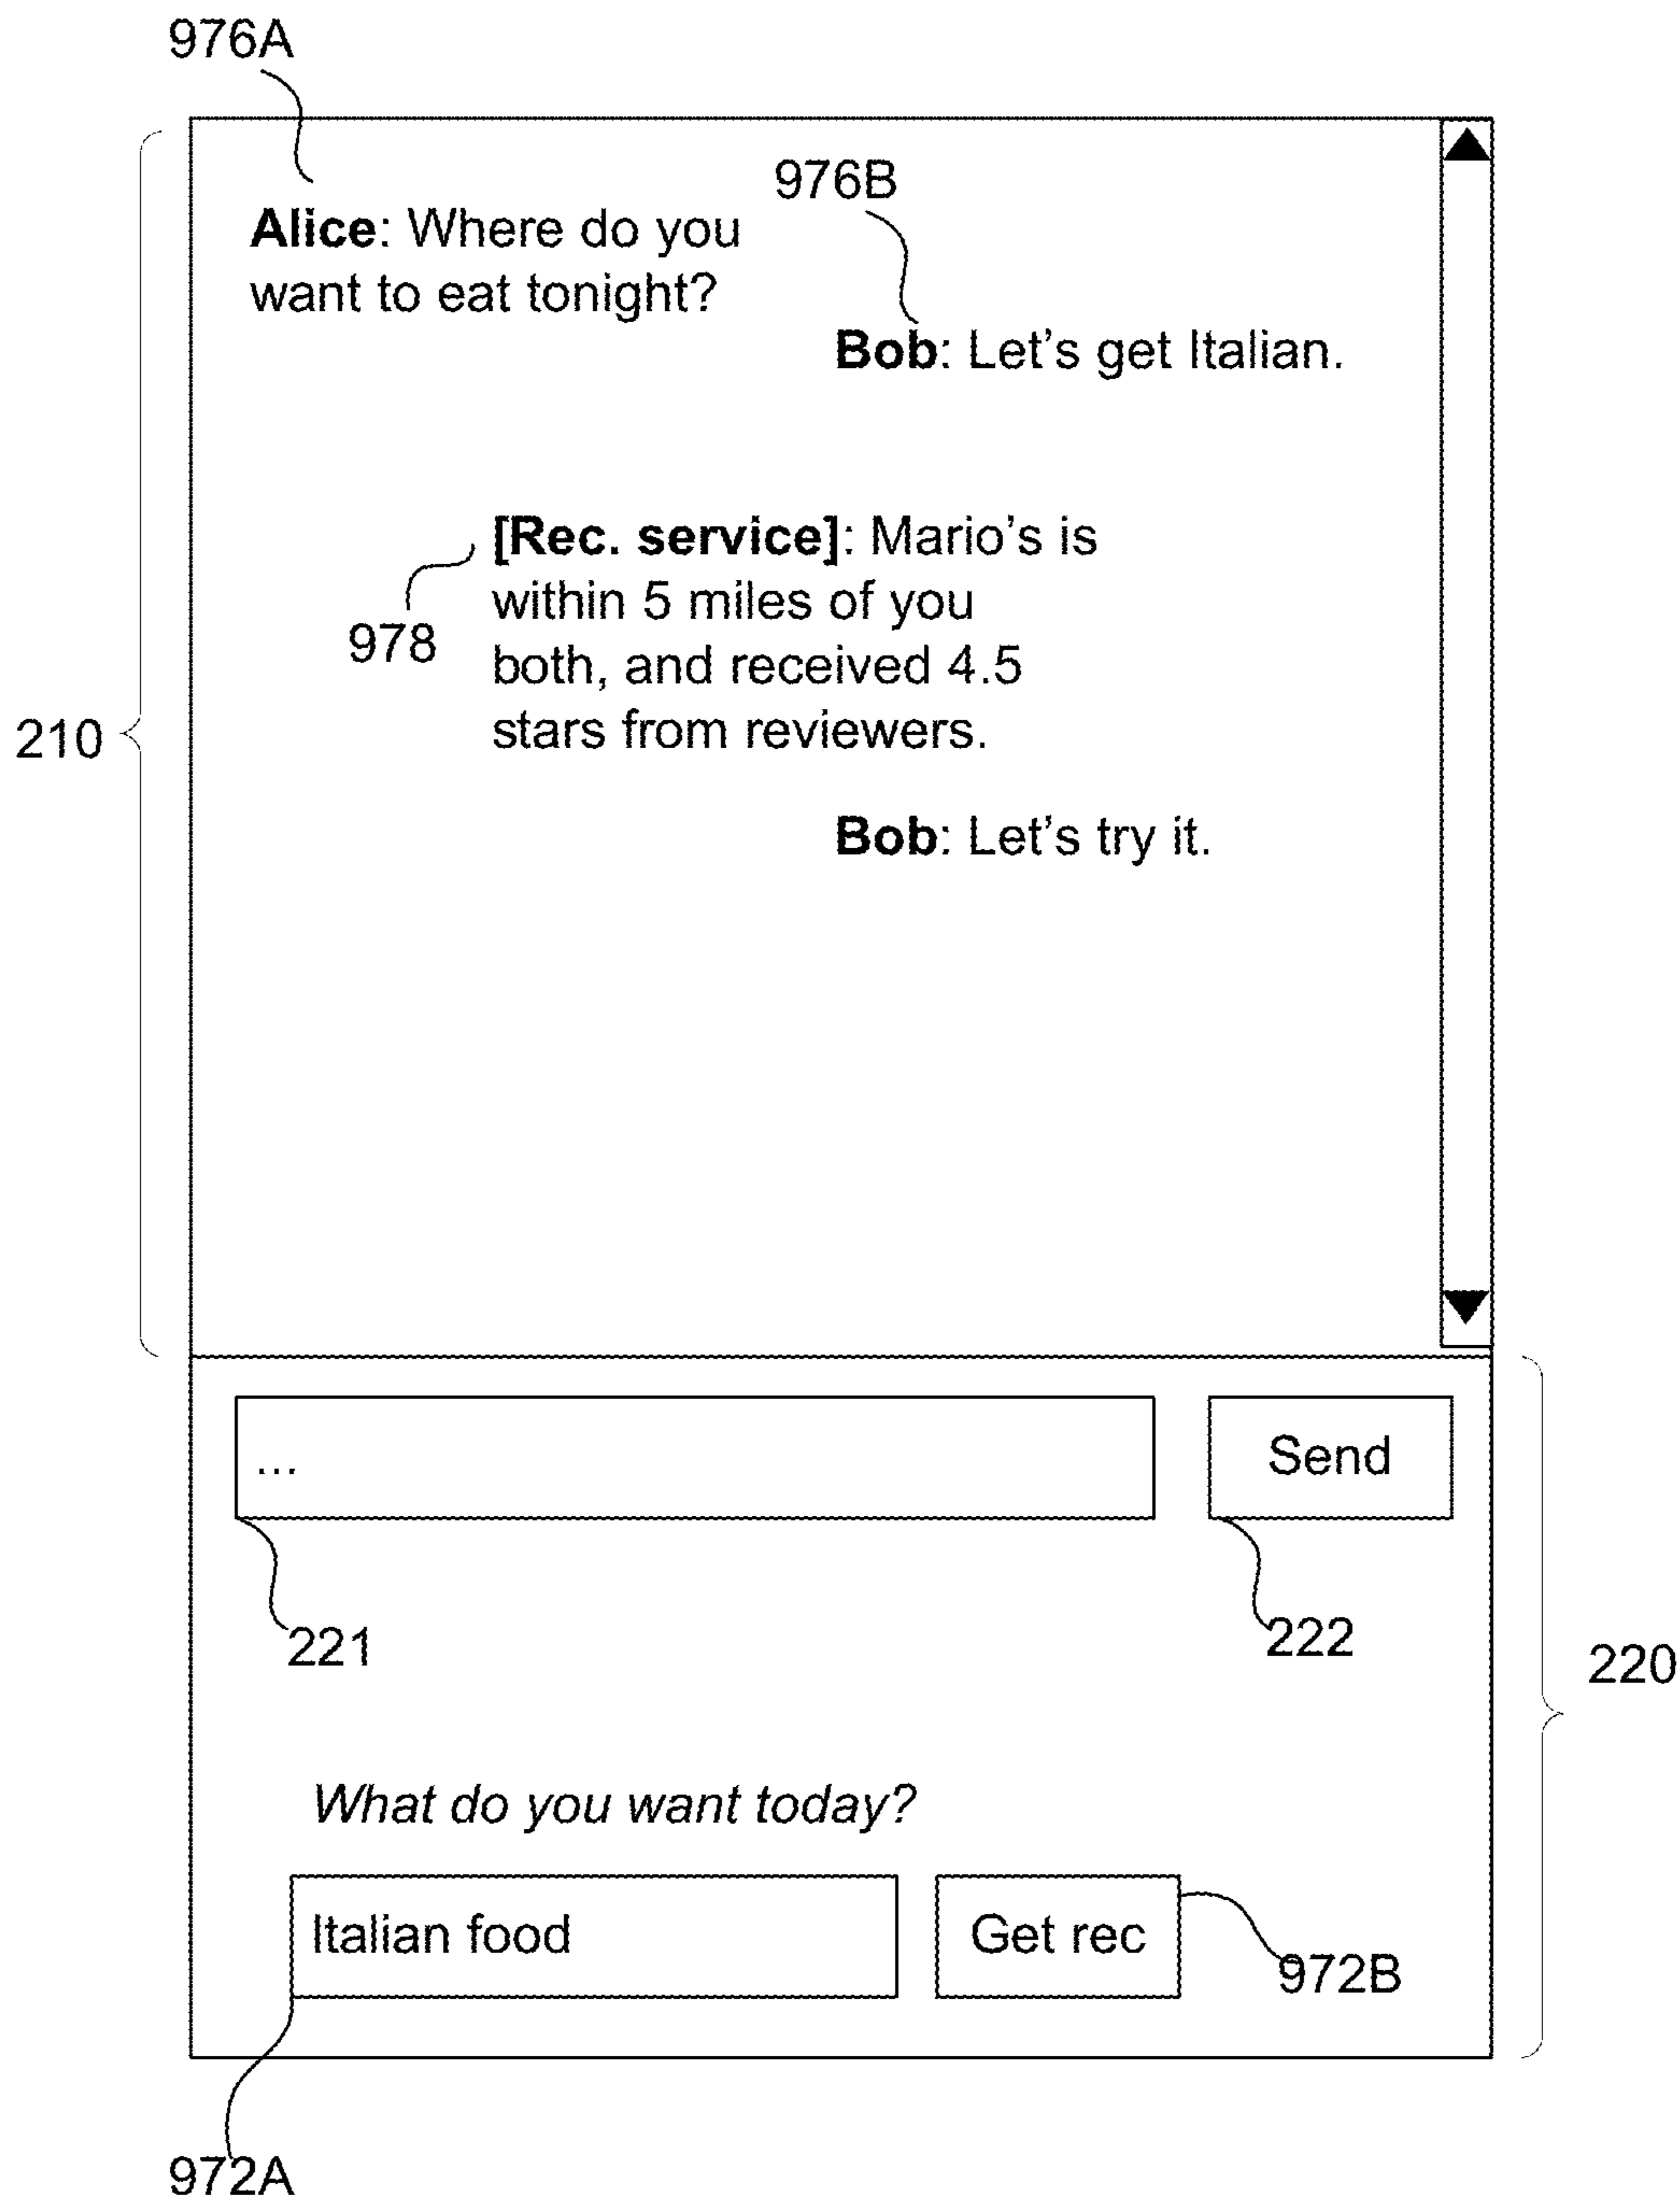 976A
976B
Alice: Where do you
want to eat tonight?
Bob: Let's get Italian.
[Rec. service]: Mario's is
within 5 miles of you
978
both, and received 4.5
stars from reviewers.
210
Bob: Let's try it.
...
Send
221
222
220
What do you want today?
Italian food
Get rec
972B
972A